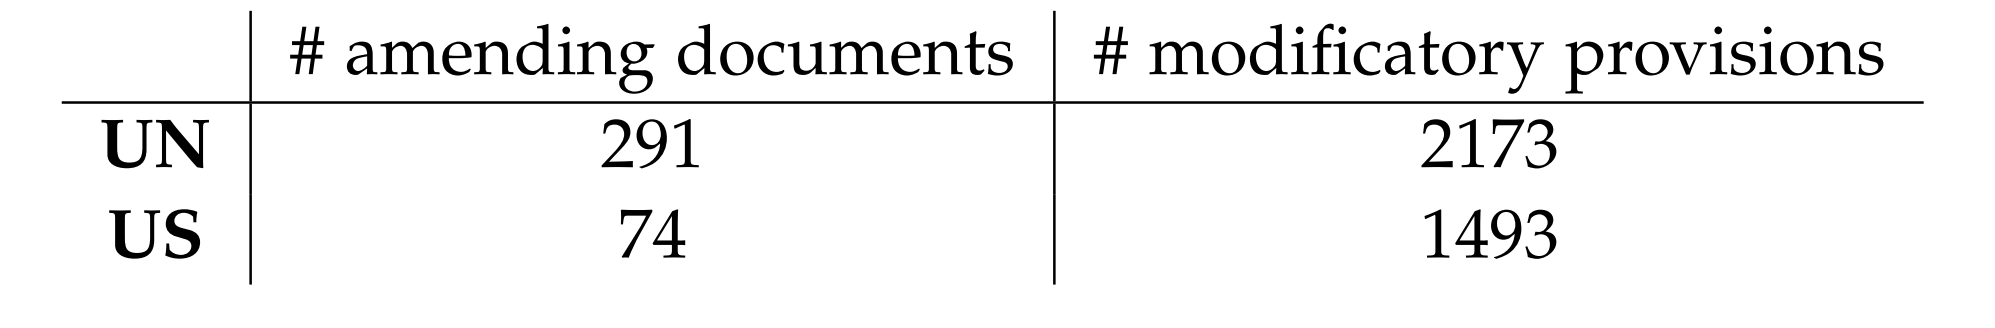 # amending documents # modificatory provisions
UN 291 2173
US 74 1493